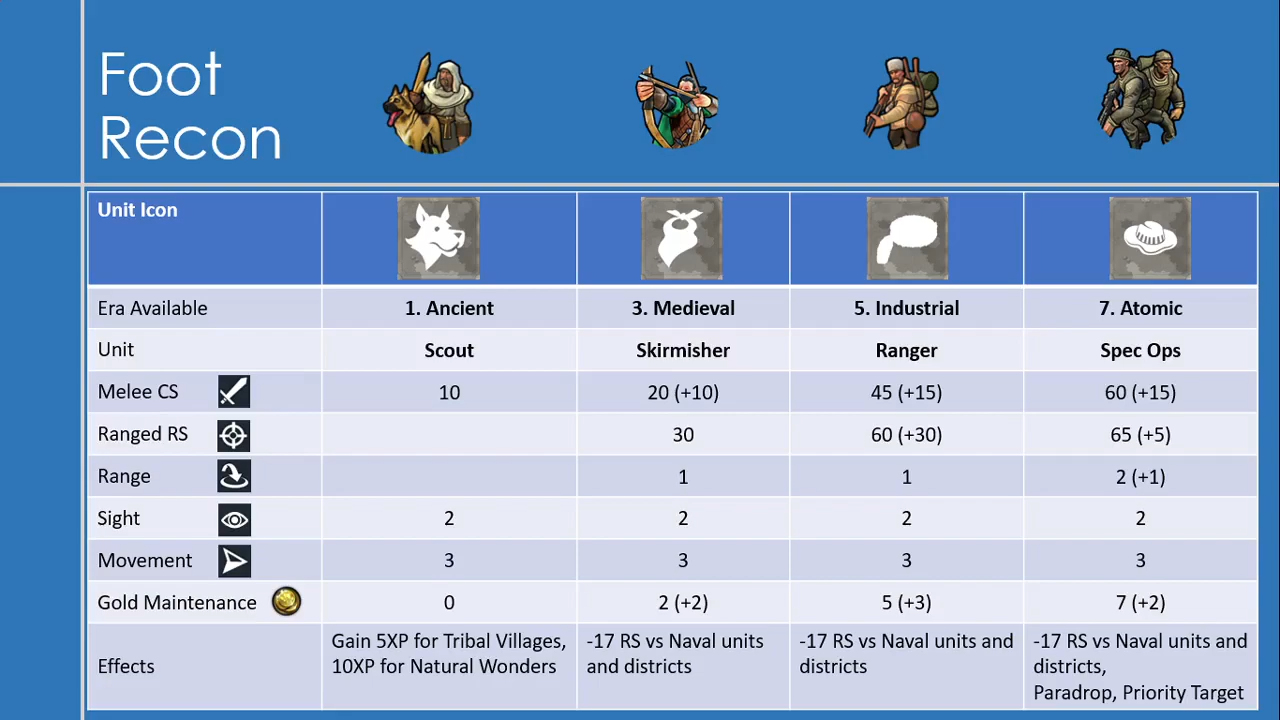 Foot
Recon
Unit Icon
Era Available 1. Ancient 3. Medieval 5. Industrial 7. Atomic
Unit Scout Skirmisher Ranger Spec Ops
Melee CS 10 20 (+10) 45 (+15) 60 (+15)
Ranged RS 30 60 (+30) 65 (+5)
Range 1 1 2 (+1)
Sight 2 2 2 2
Movement 3 3 3 3
Gold Maintenance 0 2 (+2) 5 (+3) 7 (+2)
Effects
Gain 5XP for Tribal Villages,
10XP for Natural Wonders
-17 RS vs Naval units
and districts
-17 RS vs Naval units and
districts
-17 RS vs Naval units and
districts,
Paradrop, Priority Target